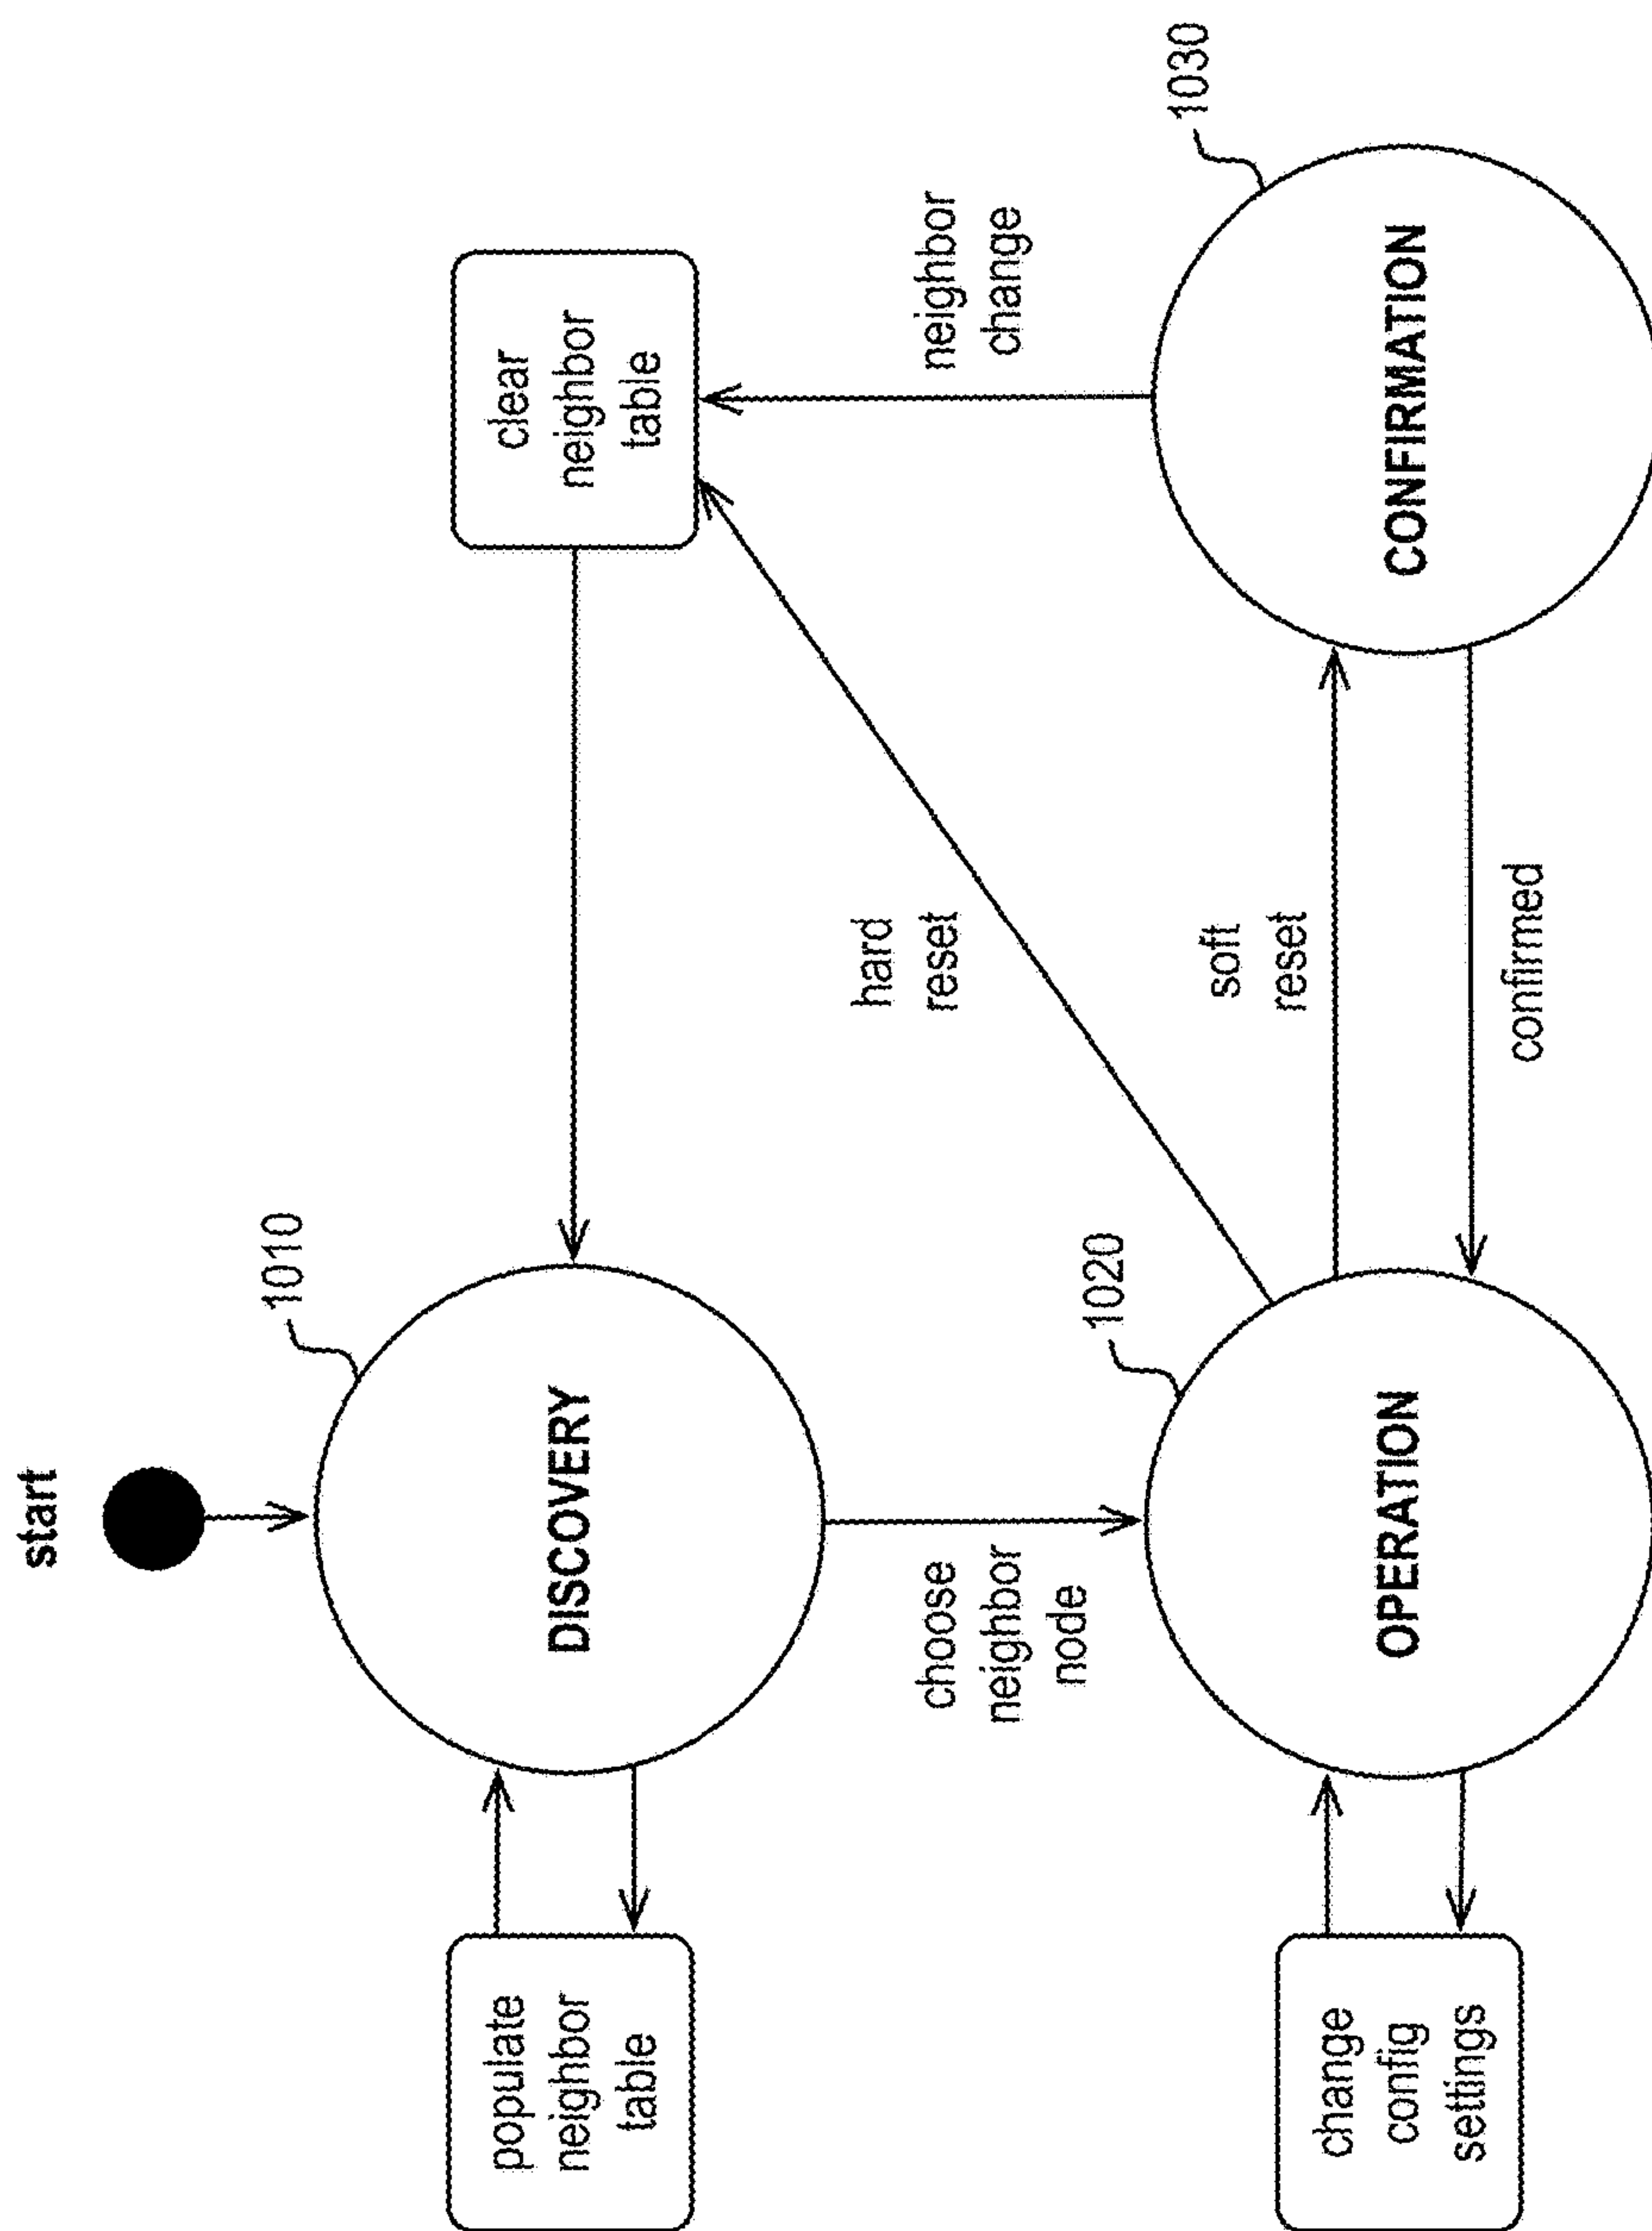 start
1010
DISCOVERY
populate
neighbor
table
clear
neighbor
table
choose
neighbor
node
hard
reset
neighbor
change
1020
OPERATION
change
config
settings
soft
reset
confirmed
1030
CONFIRMATION